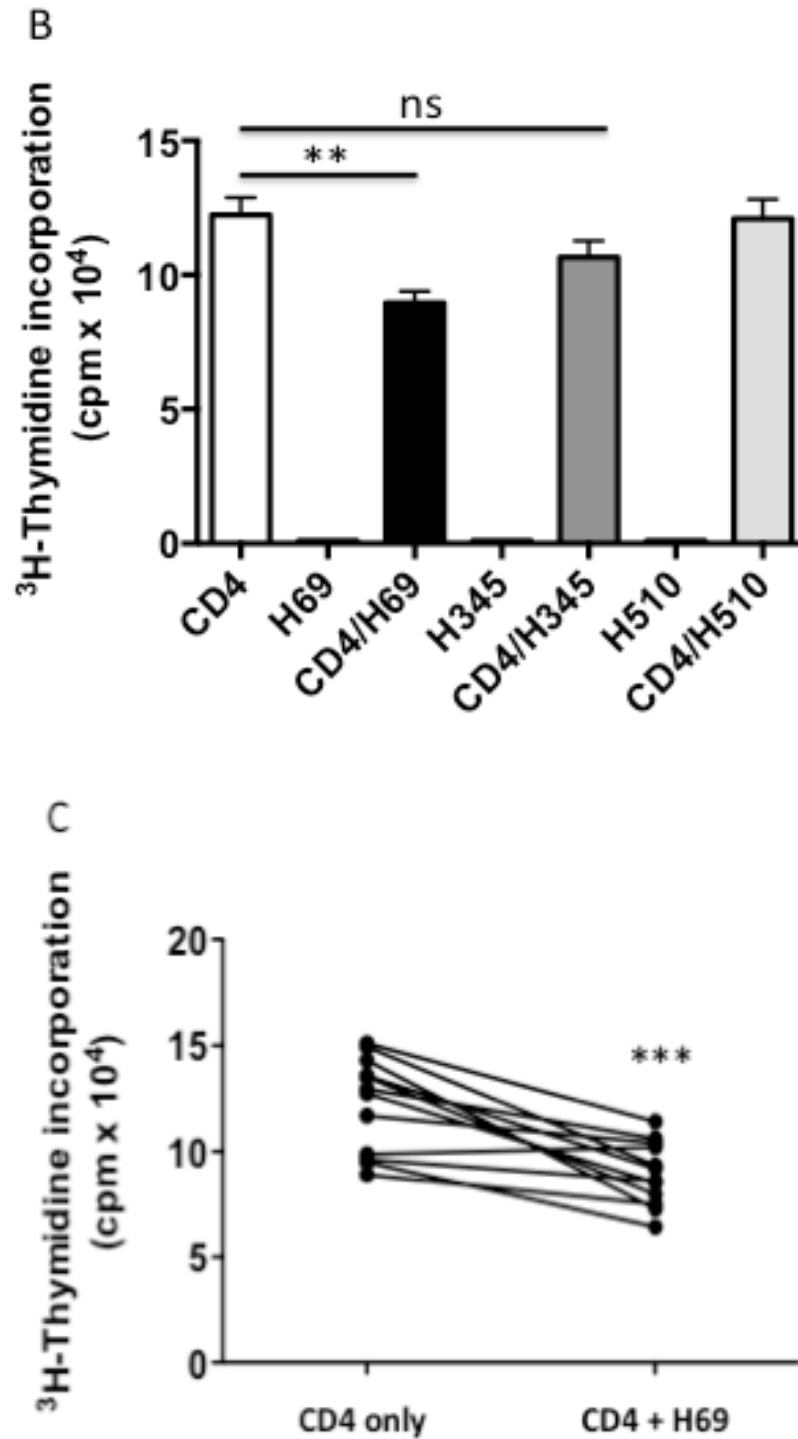 B
³H-Thymidine incorporation
(cpm x 10⁴)
ns
**
15
10
5
0
CD4
H69
CD4/H69
H345
CD4/H345
H510
CD4/H510
C
³H-Thymidine incorporation
(cpm x 10⁴)
20
15
10
5
0
***
CD4 only
CD4 + H69